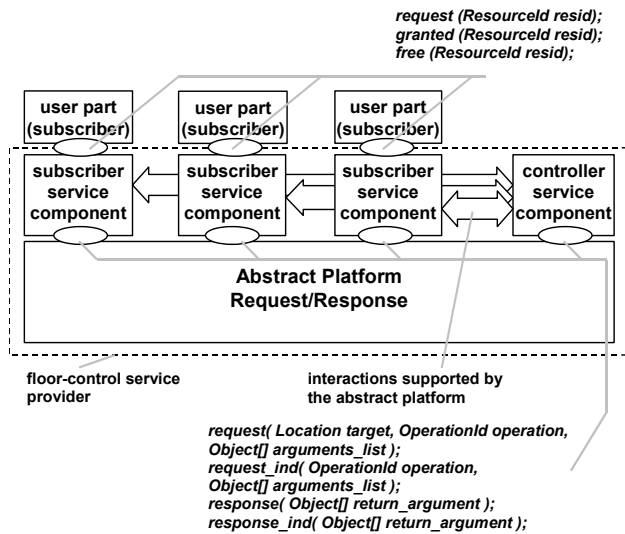 request (ResourceId resid);
granted (ResourceId resid);
free (ResourceId resid);
user part
(subscriber)
user part
(subscriber)
user part
(subscriber)
subscriber
service
component
subscriber
service
component
subscriber
service
component
controller
service
component
Abstract Platform
Request/Response
floor-control service
provider
interactions supported by
the abstract platform
request( Location target, OperationId operation,
Object[] arguments_list );
request_ind( OperationId operation,
Object[] arguments_list );
response( Object[] return_argument );
response_ind( Object[] return_argument );